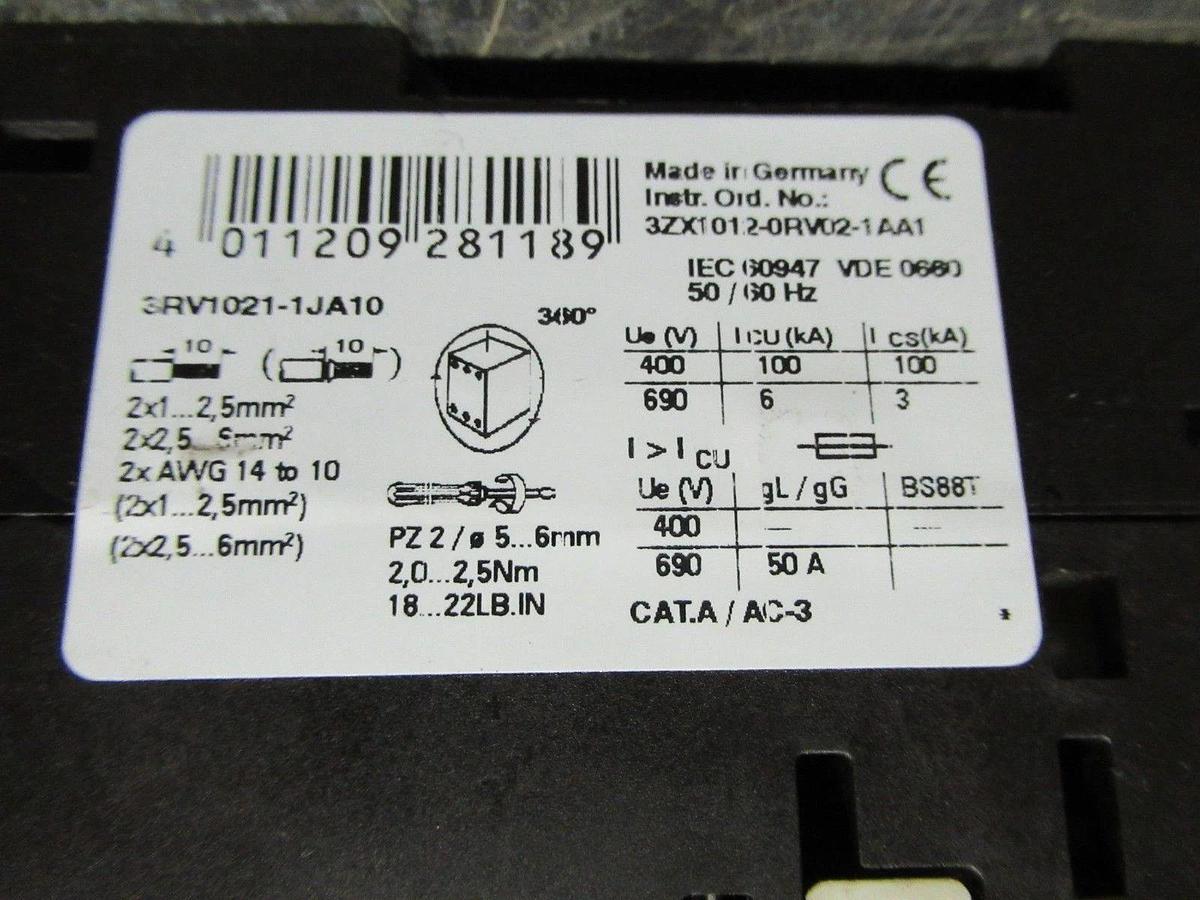 4 011209 281189
Made in Germany CE
Instr. Ord. No.:
3ZX1012-0RV02-1AA1
IEC 60947 VDE 0660
50 / 60 Hz
3RV1021-1JA10
10 (10)
2x1...2,5mm²
2x2,5...6mm²
2x AWG 14 to 10
(2x1...2,5mm²)
(2x2,5...6mm²)
360°
PZ 2 / ø 5...6mm
2,0...2,5Nm
18...22LB.IN
Ue (V) ICU (kA) ICS(kA)
400 100 100
690 6 3
I > ICU
Ue (V) gL / gG BS88T
400 — —
690 50 A
CAT.A / AC-3 *